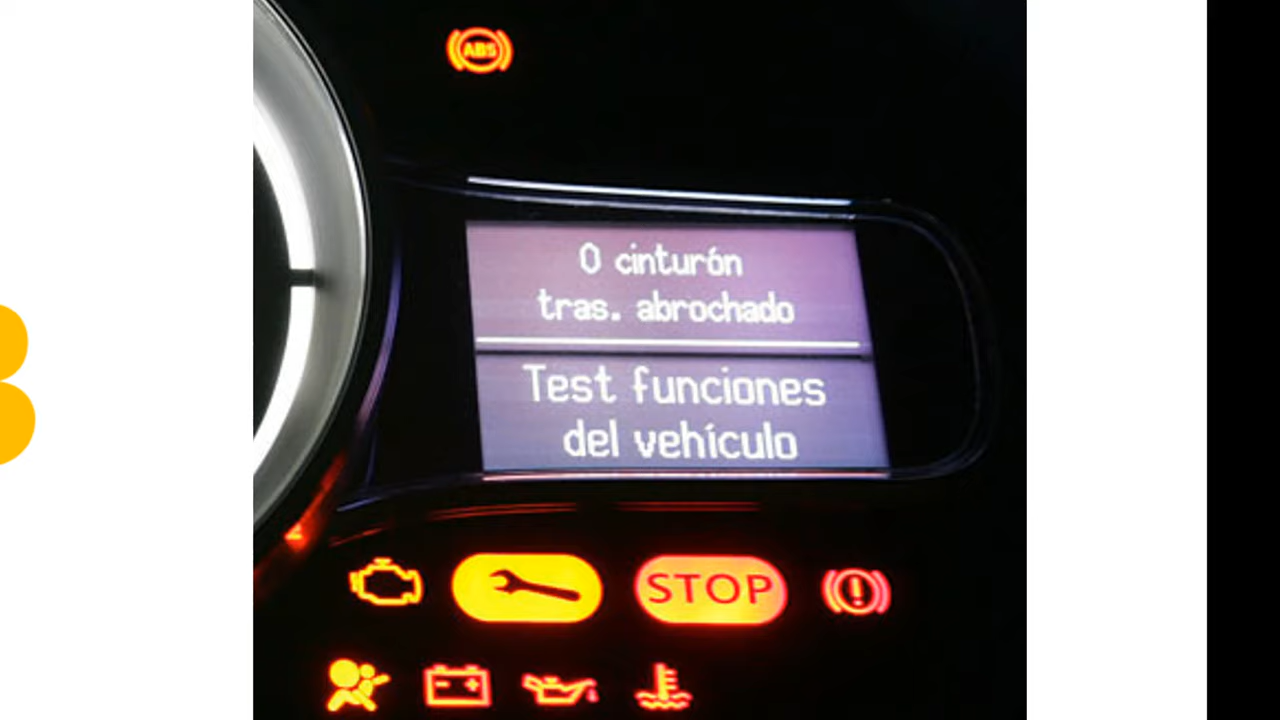 ABS
0 cinturón
tras. abrochado
Test funciones
del vehículo
STOP